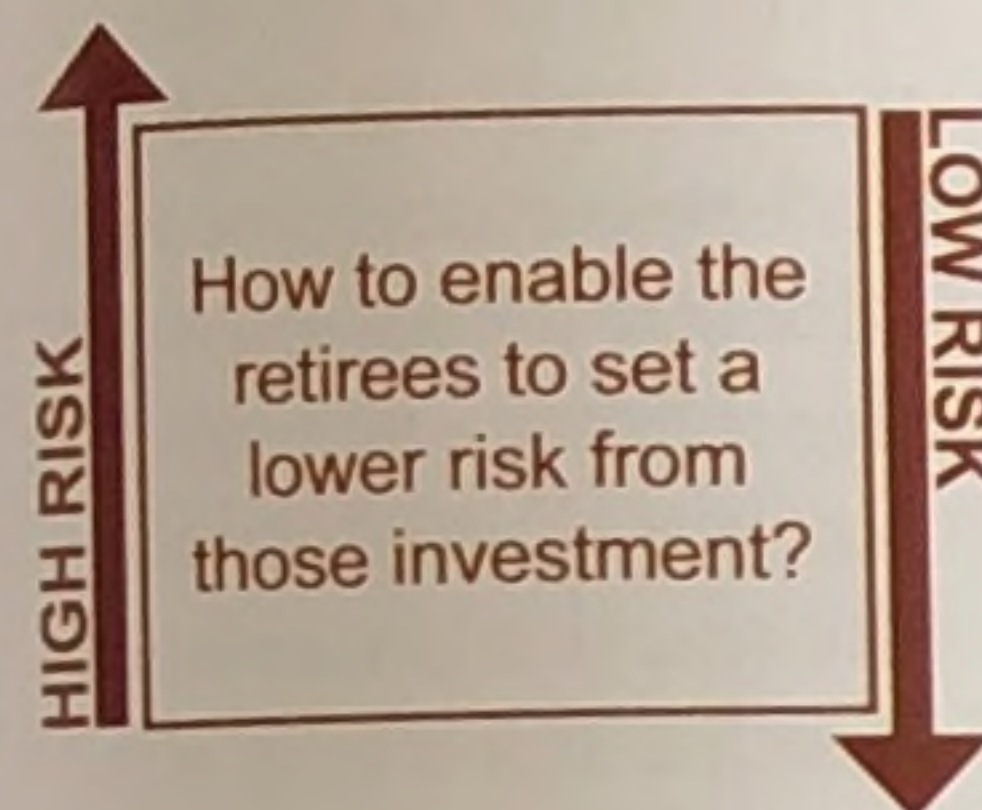 HIGH RISK
How to enable the
retirees to set a
lower risk from
those investment?
LOW RISK